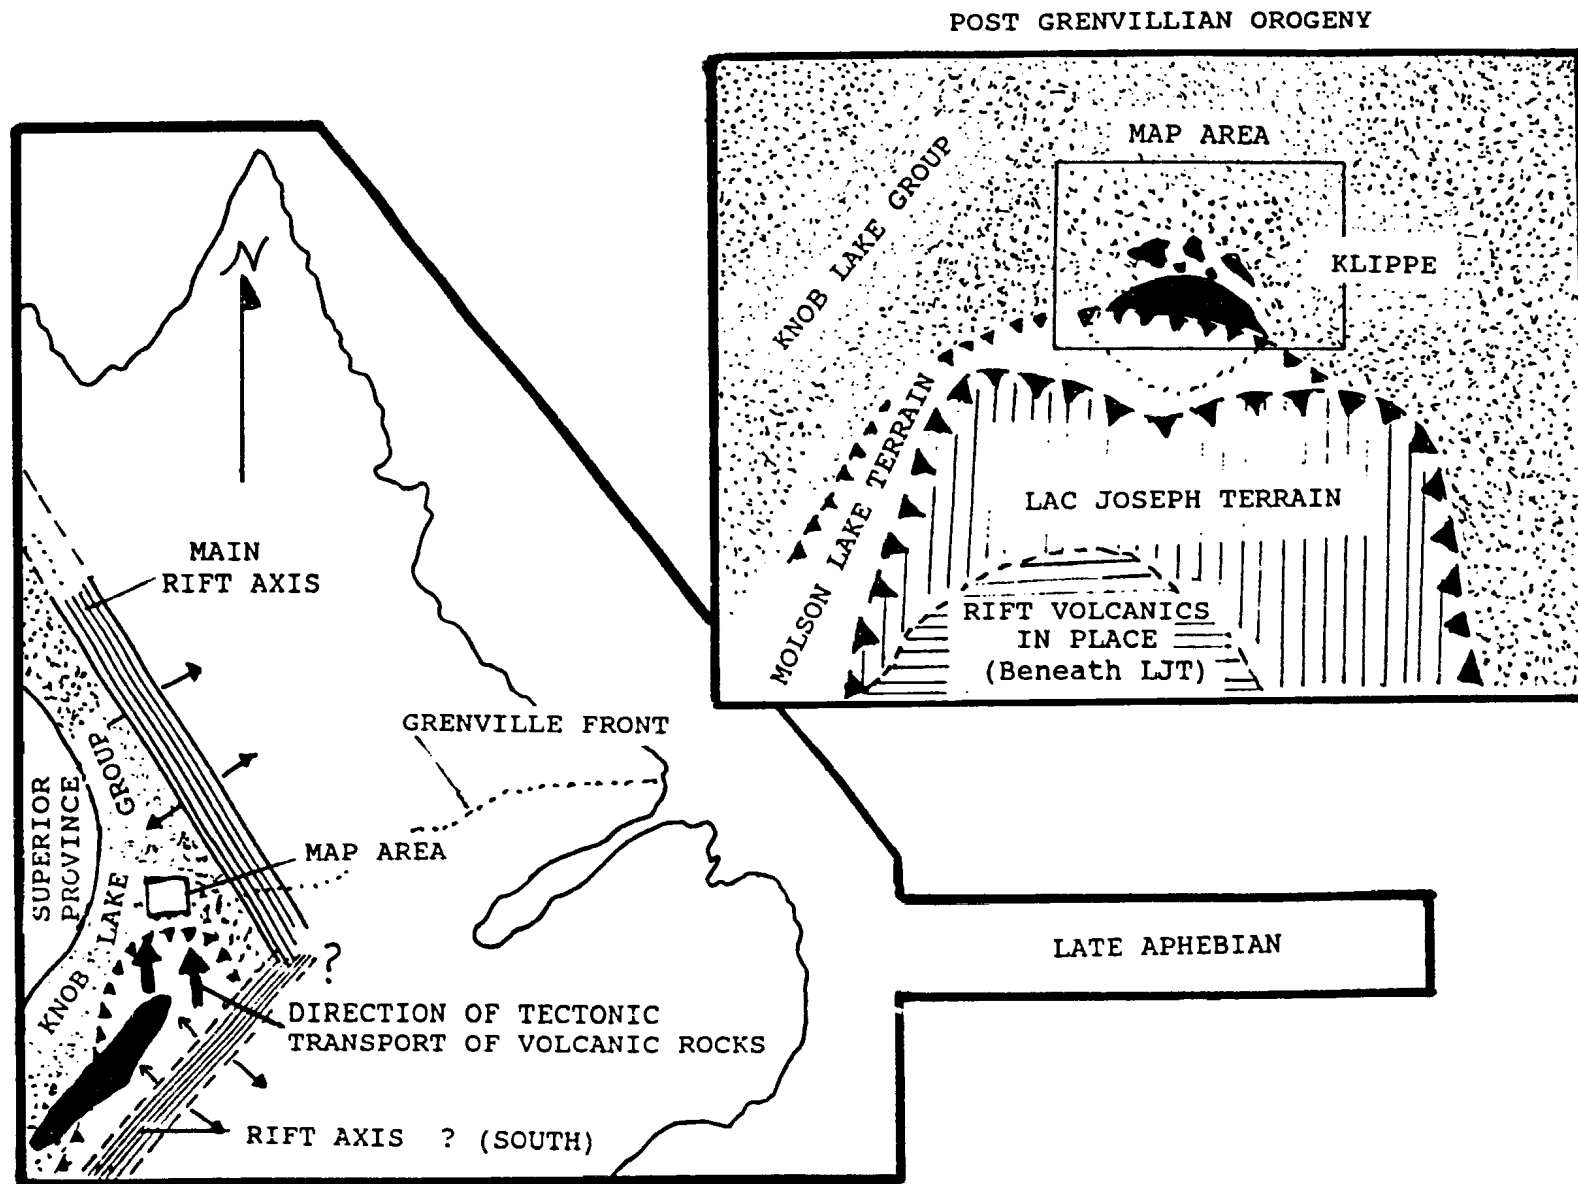 POST GRENVILLIAN OROGENY
MAP AREA
KLIPPE
KNOB LAKE GROUP
MOLSON LAKE TERRAIN
LAC JOSEPH TERRAIN
RIFT VOLCANICS
IN PLACE
(Beneath LJT)
N
MAIN
RIFT AXIS
GRENVILLE FRONT
SUPERIOR
PROVINCE
KNOB LAKE GROUP
MAP AREA
?
DIRECTION OF TECTONIC
TRANSPORT OF VOLCANIC ROCKS
RIFT AXIS ? (SOUTH)
LATE APHEBIAN